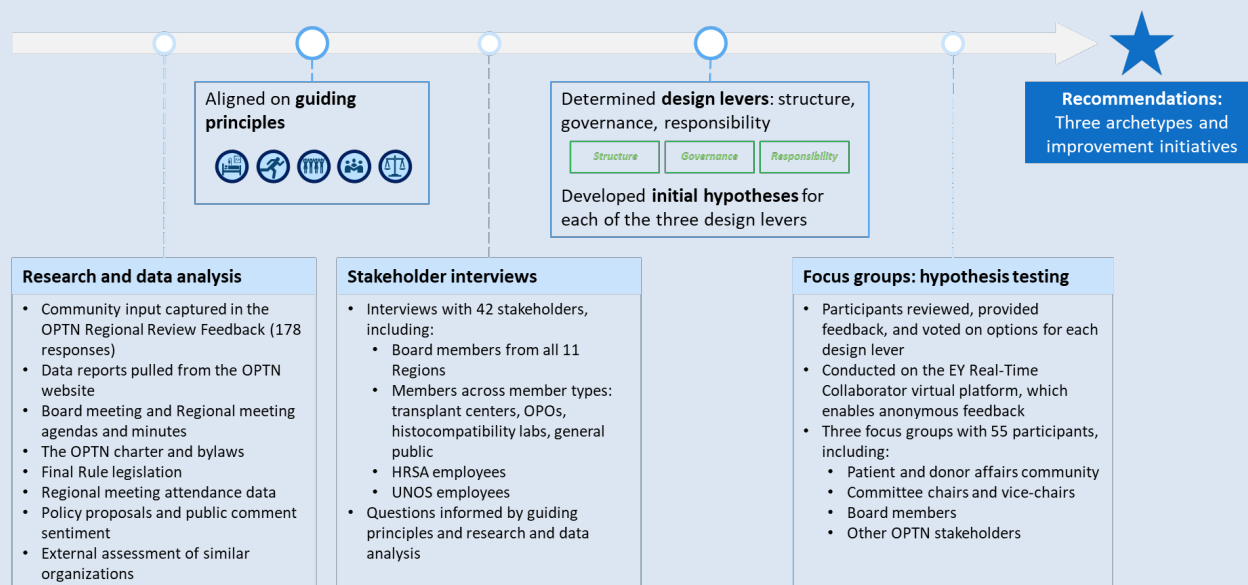 Aligned on guiding
principles
Determined design levers: structure,
governance, responsibility
Structure
Governance
Responsibility
Developed initial hypotheses for
each of the three design levers
Recommendations:
Three archetypes and
improvement initiatives
Research and data analysis
• Community input captured in the
OPTN Regional Review Feedback (178
responses)
• Data reports pulled from the OPTN
website
• Board meeting and Regional meeting
agendas and minutes
• The OPTN charter and bylaws
• Final Rule legislation
• Regional meeting attendance data
• Policy proposals and public comment
sentiment
• External assessment of similar
organizations
Stakeholder interviews
• Interviews with 42 stakeholders,
including:
• Board members from all 11
Regions
• Members across member types:
transplant centers, OPOs,
histocompatibility labs, general
public
• HRSA employees
• UNOS employees
• Questions informed by guiding
principles and research and data
analysis
Focus groups: hypothesis testing
• Participants reviewed, provided
feedback, and voted on options for each
design lever
• Conducted on the EY Real-Time
Collaborator virtual platform, which
enables anonymous feedback
• Three focus groups with 55 participants,
including:
• Patient and donor affairs community
• Committee chairs and vice-chairs
• Board members
• Other OPTN stakeholders